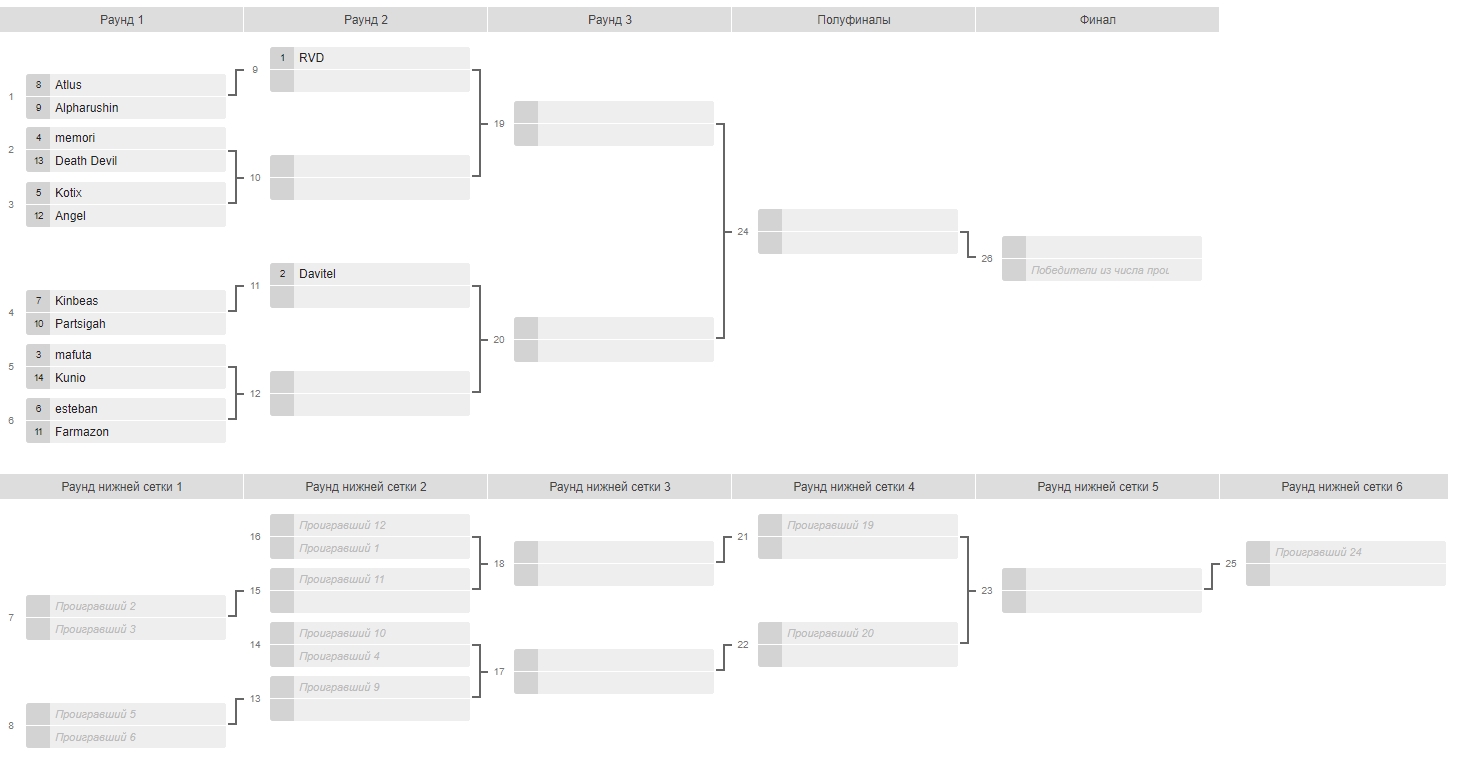 Раунд 1 Раунд 2 Раунд 3 Полуфиналы Финал
9 1 RVD
1 8 Atlus
9 Alpharushin
2 4 memori
13 Death Devil
10
3 5 Kotix
12 Angel
19
24
26
Победители из числа прош
11 2 Davitel
4 7 Kinbeas
10 Partsigah
5 3 mafuta
14 Kunio
12
6 6 esteban
11 Farmazon
20
Раунд нижней сетки 1 Раунд нижней сетки 2 Раунд нижней сетки 3 Раунд нижней сетки 4 Раунд нижней сетки 5 Раунд нижней сетки 6
7 Проигравший 2
Проигравший 3
8 Проигравший 5
Проигравший 6
16 Проигравший 12
Проигравший 1
15 Проигравший 11
14 Проигравший 10
Проигравший 4
13 Проигравший 9
18
17
21 Проигравший 19
22 Проигравший 20
23
25 Проигравший 24